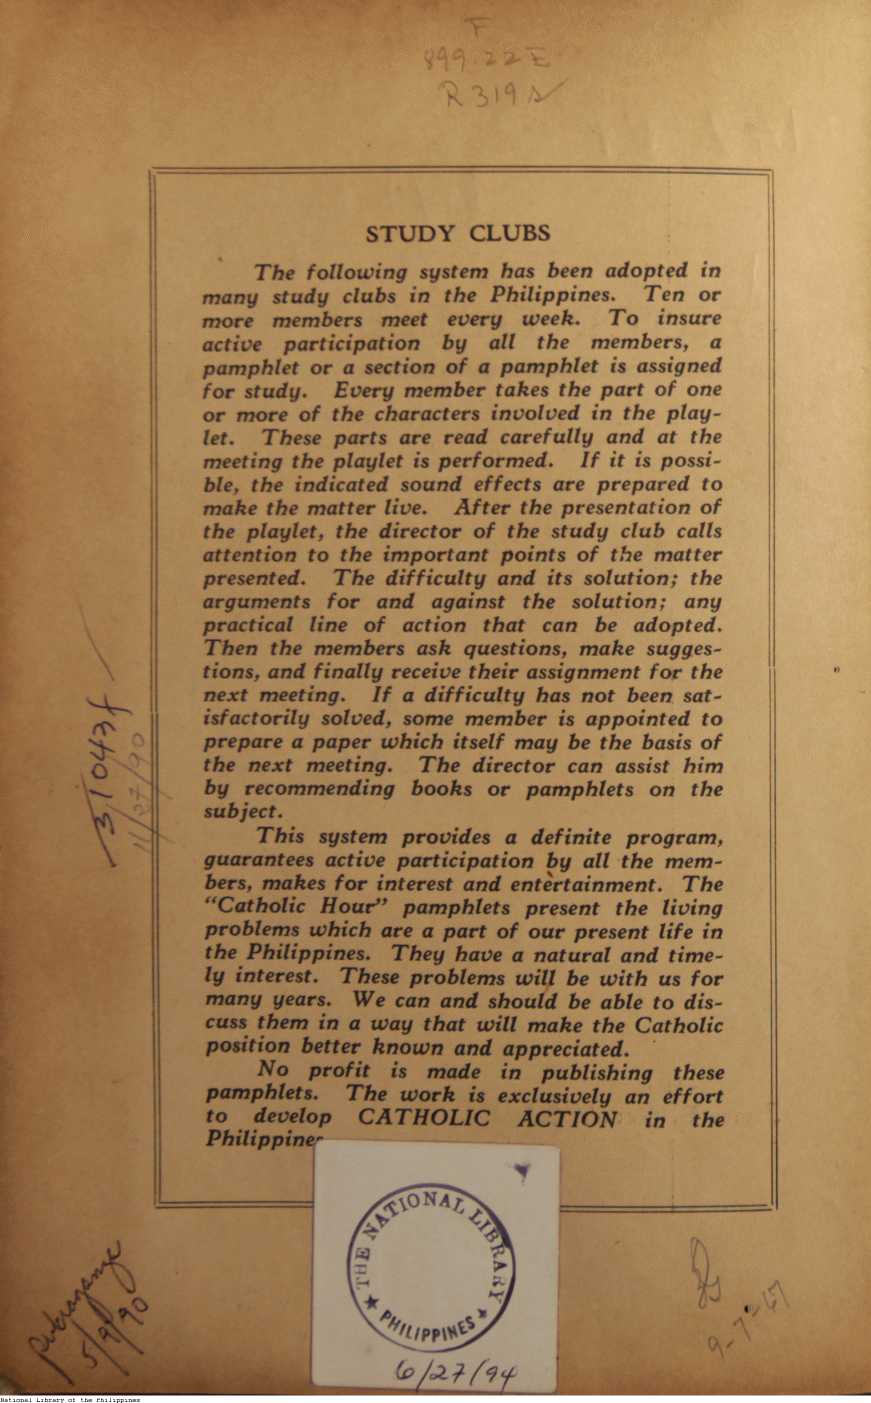 F
899.22E
R319s
STUDY CLUBS
The following system has been adopted in
many study clubs in the Philippines. Ten or
more members meet every week. To insure
active participation by all the members, a
pamphlet or a section of a pamphlet is assigned
for study. Every member takes the part of one
or more of the characters involved in the play-
let. These parts are read carefully and at the
meeting the playlet is performed. If it is possi-
ble, the indicated sound effects are prepared to
make the matter live. After the presentation of
the playlet, the director of the study club calls
attention to the important points of the matter
presented. The difficulty and its solution; the
arguments for and against the solution; any
practical line of action that can be adopted.
Then the members ask questions, make sugges-
tions, and finally receive their assignment for the
next meeting. If a difficulty has not been sat-
isfactorily solved, some member is appointed to
prepare a paper which itself may be the basis of
the next meeting. The director can assist him
by recommending books or pamphlets on the
subject.
This system provides a definite program,
guarantees active participation by all the mem-
bers, makes for interest and entertainment. The
"Catholic Hour" pamphlets present the living
problems which are a part of our present life in
the Philippines. They have a natural and time-
ly interest. These problems will be with us for
many years. We can and should be able to dis-
cuss them in a way that will make the Catholic
position better known and appreciated.
No profit is made in publishing these
pamphlets. The work is exclusively an effort
to develop CATHOLIC ACTION in the
Philippines
31043f
11/27/90
5/9/90
THE NATIONAL LIBRARY
PHILIPPINES
6/27/94
9-7-67
National Library of the Philippines